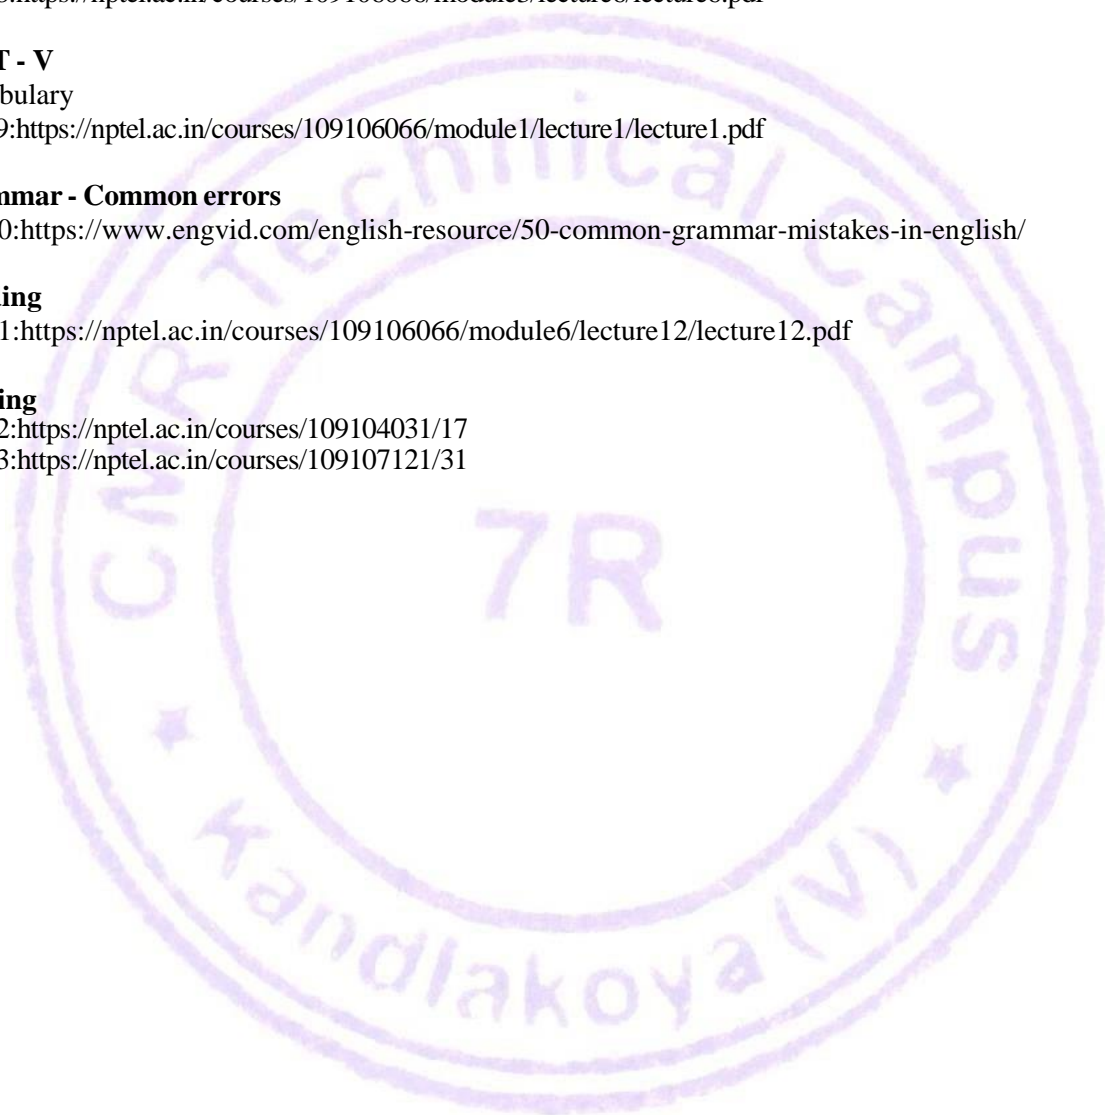 T - V
bulary
9:https://nptel.ac.in/courses/109106066/module1/lecture1/lecture1.pdf
mmar - Common errors
0:https://www.engvid.com/english-resource/50-common-grammar-mistakes-in-english/
ing
1:https://nptel.ac.in/courses/109106066/module6/lecture12/lecture12.pdf
ing
2:https://nptel.ac.in/courses/109104031/17
3:https://nptel.ac.in/courses/109107121/31
CMR Technical Campus
7R
Kandlakoya (V)